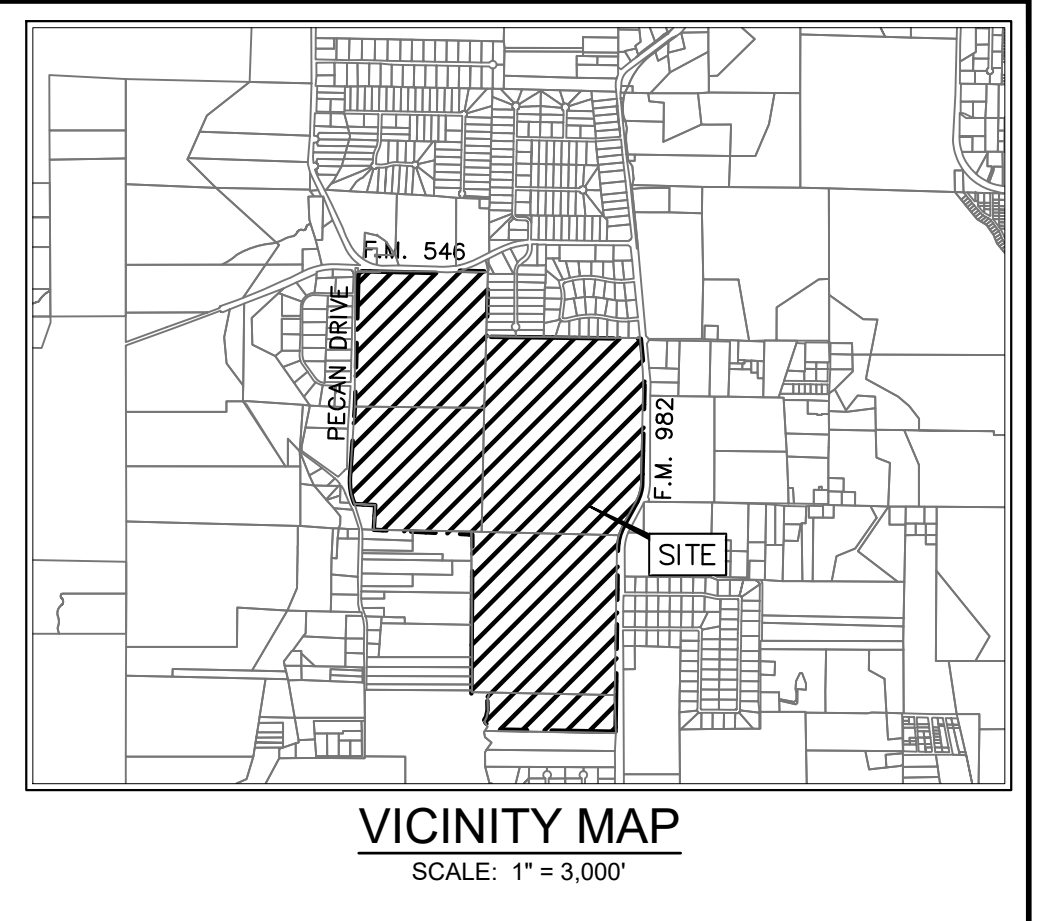 F.M. 546
PECAN DRIVE
F.M. 982
SITE
VICINITY MAP
SCALE: 1" = 3,000'